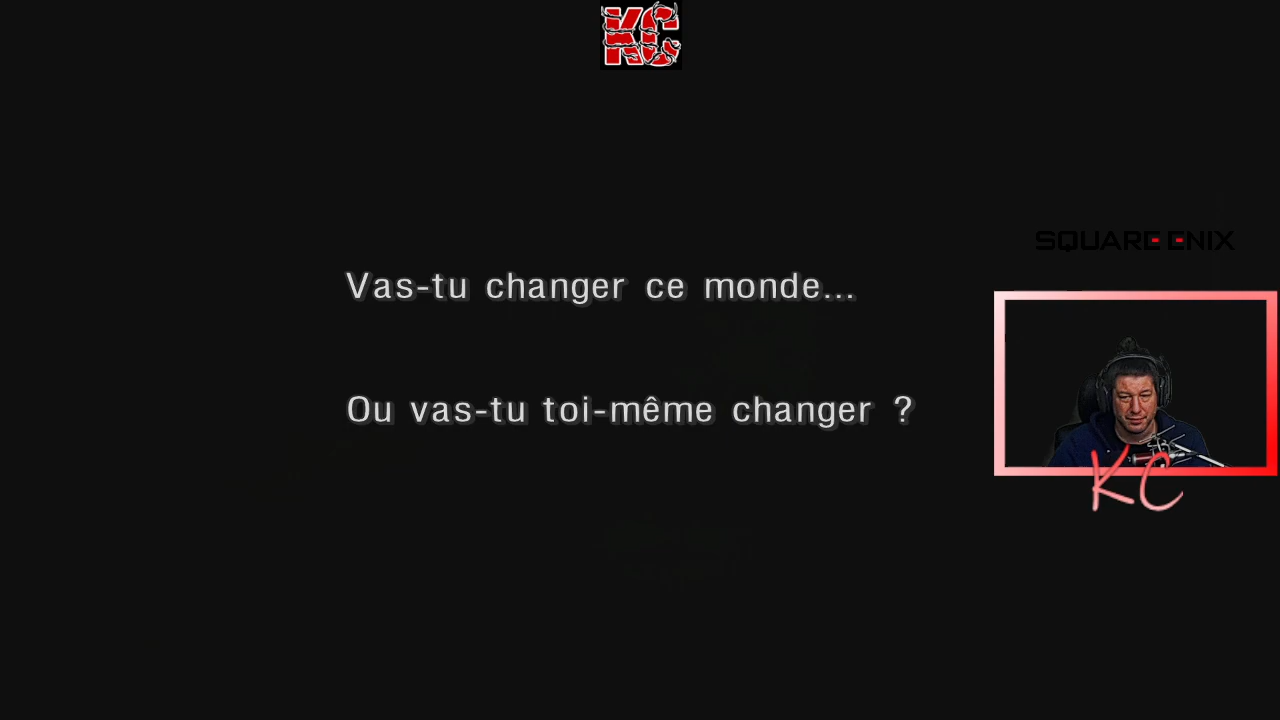 KC
SQUARE ENIX
Vas-tu changer ce monde...
Ou vas-tu toi-même changer ?
KC